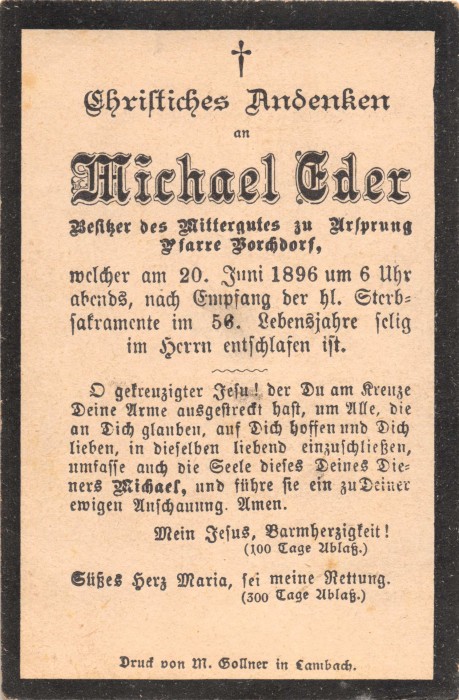 Christliches Andenken
an
Michael Eder
Besitzer des Mittergutes zu Ursprung
Pfarre Vorchdorf,
welcher am 20. Juni 1896 um 6 Uhr
abends, nach Empfang der hl. Sterb-
sakramente im 56. Lebensjahre selig
im Herrn entschlafen ist.
O gekreuzigter Jesu! der Du am Kreuze
Deine Arme ausgestreckt hast, um Alle, die
an Dich glauben, auf Dich hoffen und Dich
lieben, in dieselben liebend einzuschließen,
umfasse auch die Seele dieses Deines Die-
ners Michael, und führe sie ein zu Deiner
ewigen Anschauung. Amen.
Mein Jesus, Barmherzigkeit!
(100 Tage Ablaß.)
Süßes Herz Maria, sei meine Rettung.
(300 Tage Ablaß.)
Druck von M. Gollner in Lambach.